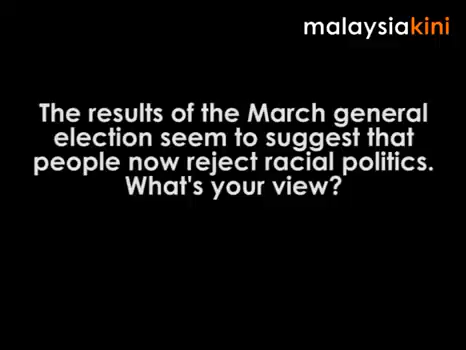 malaysiakini
The results of the March general
election seem to suggest that
people now reject racial politics.
What's your view?